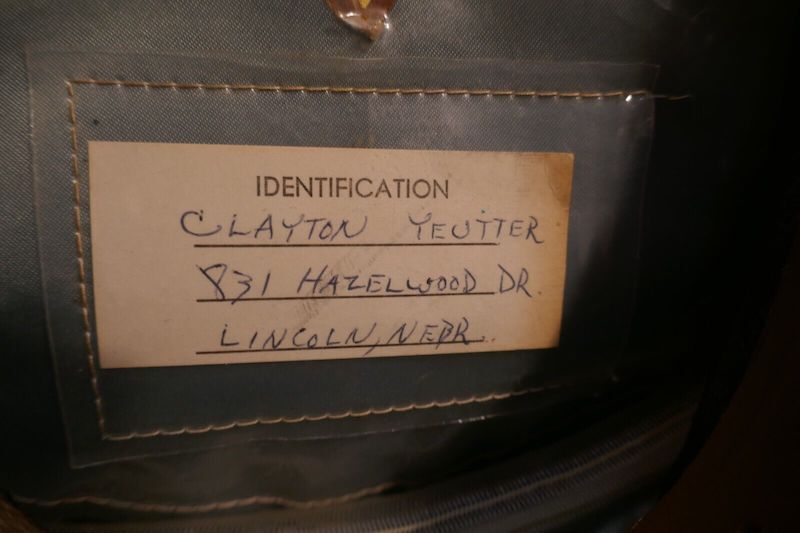 IDENTIFICATION
CLAYTON YEUTTER
831 HAZELWOOD DR.
LINCOLN, NEBR.